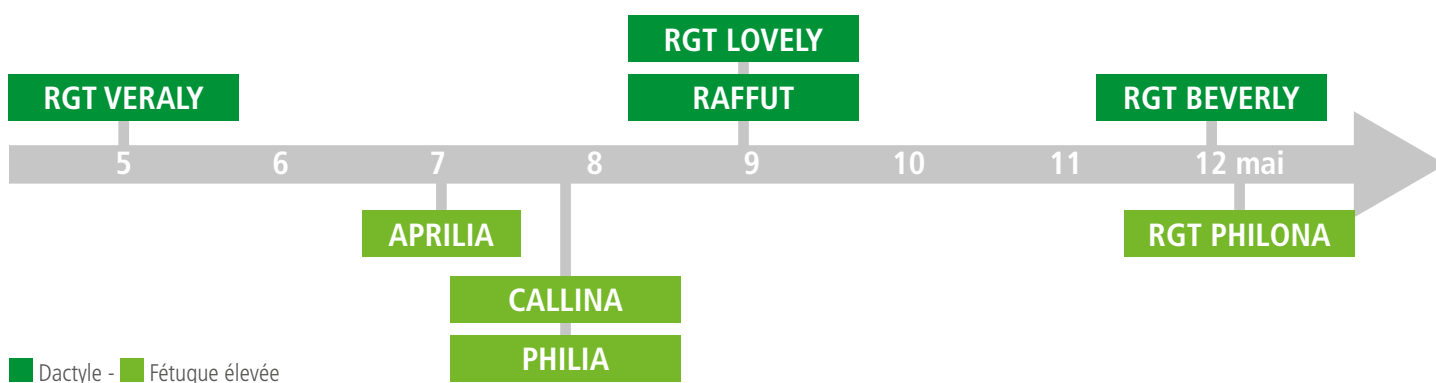 RGT LOVELY
RGT VERALY RAFFUT RGT BEVERLY
5 6 7 8 9 10 11 12 mai
APRILIA RGT PHILONA
CALLINA
PHILIA
Dactyle - Fétuque élevée